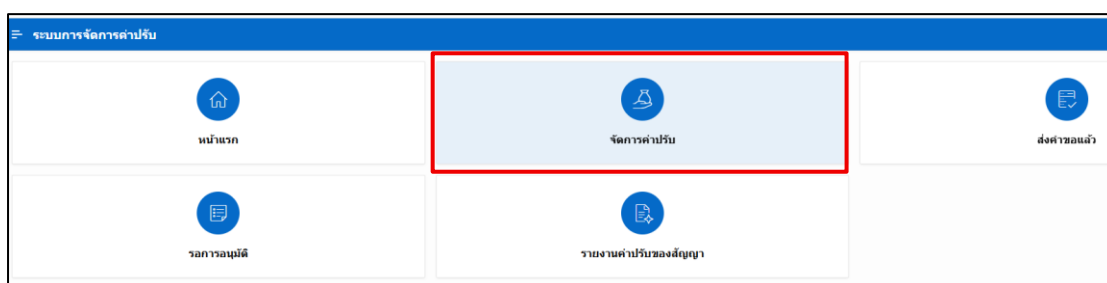 ระบบการจัดการค่าปรับ
หน้าแรก
จัดการค่าปรับ
ส่งคำขอแล้ว
รอการอนุมัติ
รายงานค่าปรับของสัญญา